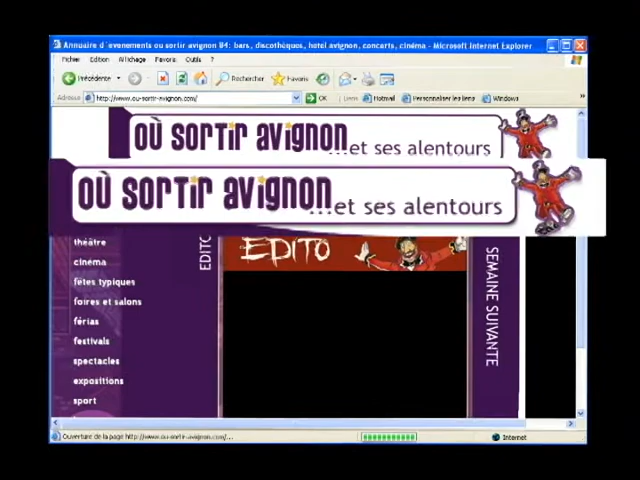 Annuaire d'evenements ou sortir avignon 84: bars, discothèques, hotel avignon, concerts, cinéma - Microsoft Internet Explorer
Fichier Edition Affichage Favoris Outils ?
Précédente Rechercher Favoris
Adresse http://www.ou-sortir-avignon.com/ OK Liens Hotmail Personnaliser les liens Windows
OÙ SORTIR AVIGNON
...et ses alentours
OÙ SORTIR AVIGNON
...et ses alentours
théâtre
cinéma
fêtes typiques
foires et salons
férias
festivals
spectacles
expositions
sport
EDITO
EDITO
SEMAINE SUIVANTE
Ouverture de la page http://www.ou-sortir-avignon.com/... Internet